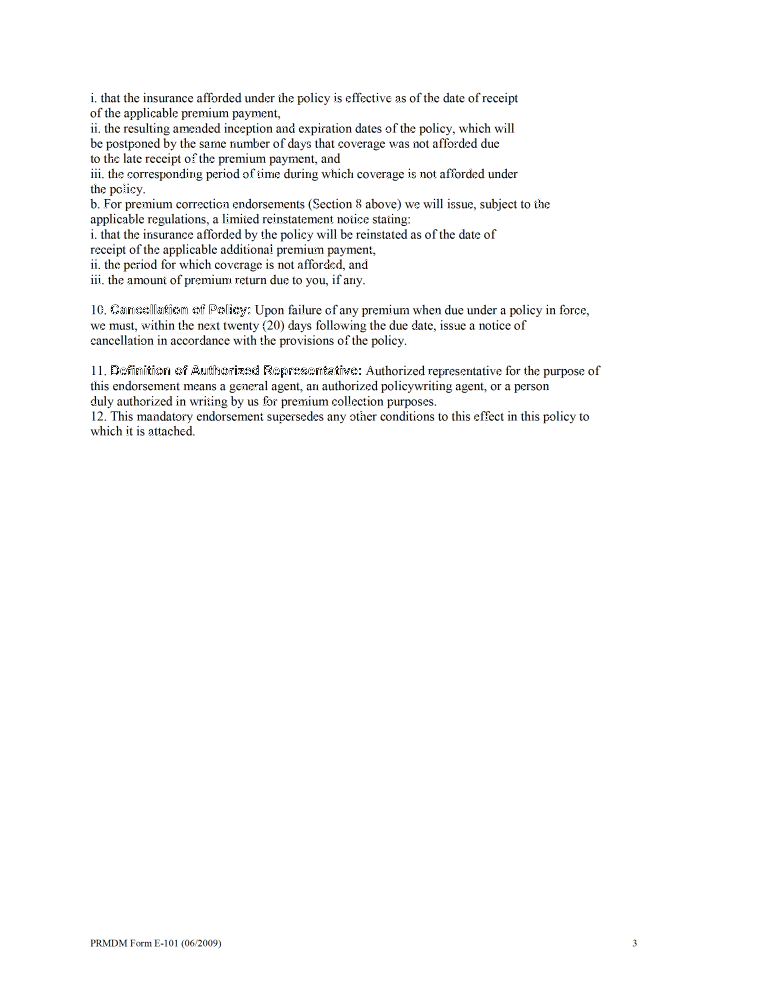 i. that the insurance afforded under the policy is effective as of the date of receipt
of the applicable premium payment,
ii. the resulting amended inception and expiration dates of the policy, which will
be postponed by the same number of days that coverage was not afforded due
to the late receipt of the premium payment, and
iii. the corresponding period of time during which coverage is not afforded under
the policy.
b. For premium correction endorsements (Section 8 above) we will issue, subject to the
applicable regulations, a limited reinstatement notice stating:
i. that the insurance afforded by the policy will be reinstated as of the date of
receipt of the applicable additional premium payment,
ii. the period for which coverage is not afforded, and
iii. the amount of premium return due to you, if any.
10. Cancellation of Policy: Upon failure of any premium when due under a policy in force,
we must, within the next twenty (20) days following the due date, issue a notice of
cancellation in accordance with the provisions of the policy.
11. Definition of Authorized Representative: Authorized representative for the purpose of
this endorsement means a general agent, an authorized policywriting agent, or a person
duly authorized in writing by us for premium collection purposes.
12. This mandatory endorsement supersedes any other conditions to this effect in this policy to
which it is attached.
PRMDM Form E-101 (06/2009) 3